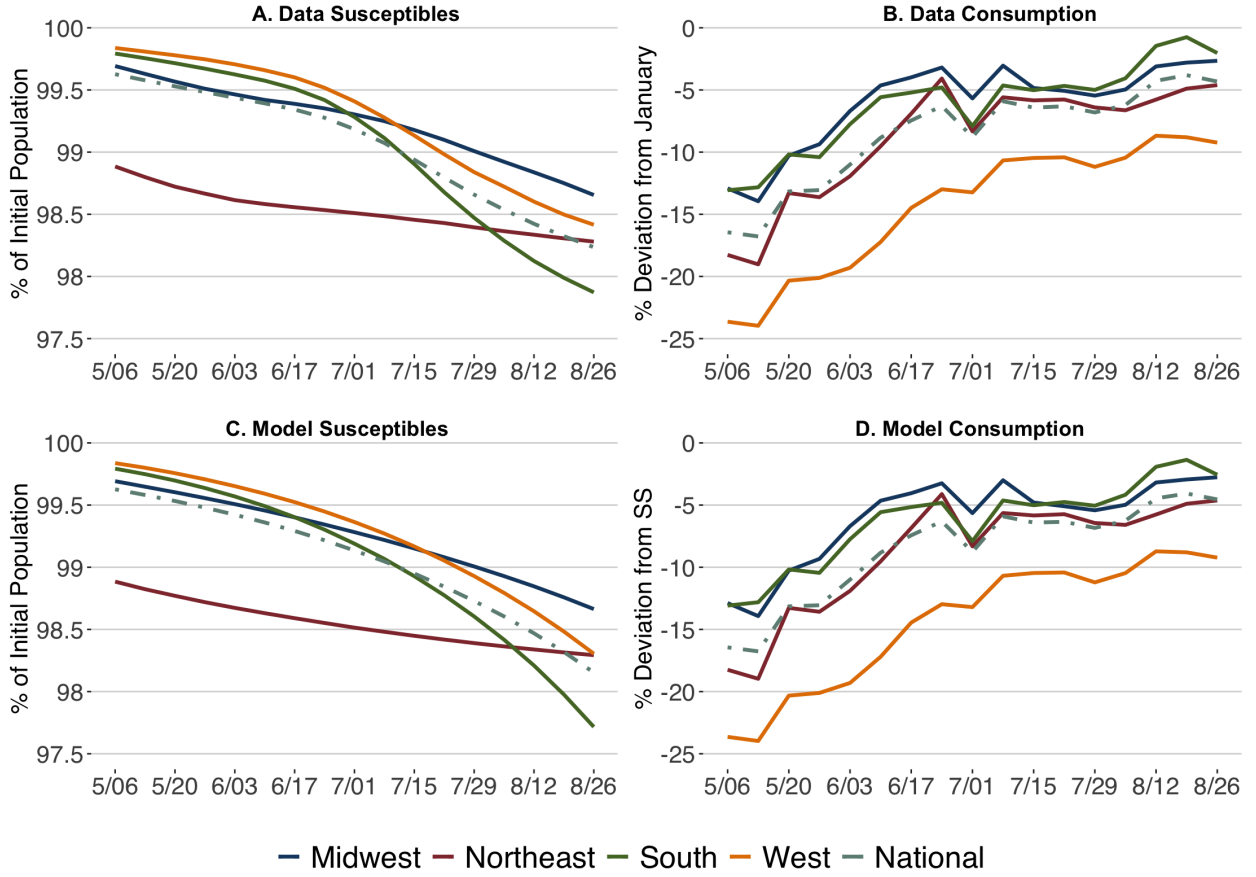 A. Data Susceptibles
% of Initial Population
100
99.5
99
98.5
98
97.5
5/06 5/20 6/03 6/17 7/01 7/15 7/29 8/12 8/26
B. Data Consumption
% Deviation from January
0
-5
-10
-15
-20
-25
5/06 5/20 6/03 6/17 7/01 7/15 7/29 8/12 8/26
C. Model Susceptibles
% of Initial Population
100
99.5
99
98.5
98
97.5
5/06 5/20 6/03 6/17 7/01 7/15 7/29 8/12 8/26
D. Model Consumption
% Deviation from SS
0
-5
-10
-15
-20
-25
5/06 5/20 6/03 6/17 7/01 7/15 7/29 8/12 8/26
Midwest Northeast South West National